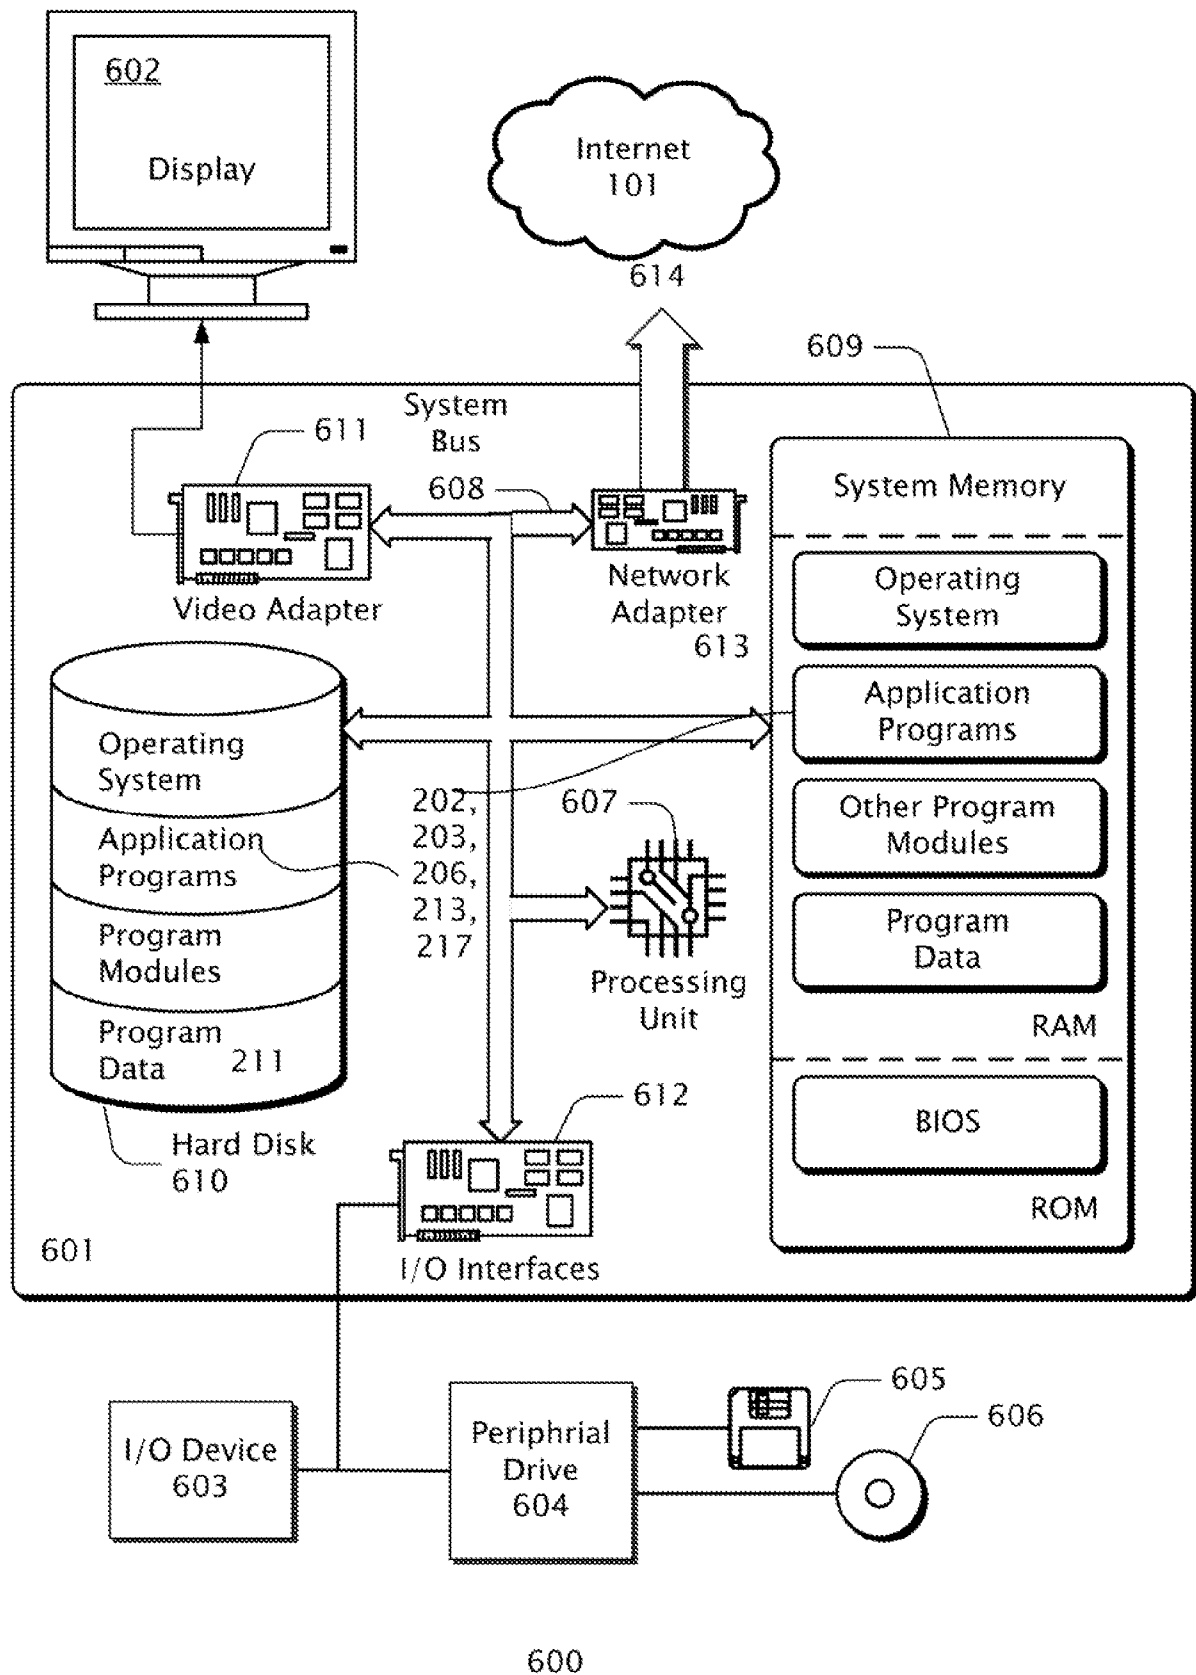 602
Display
Internet
101
614
609
System
Bus
611
608
System Memory
Operating
System
Network
Adapter
613
Video Adapter
Application
Programs
Operating
System
202,
203,
206,
213,
217
607
Other Program
Modules
Application
Programs
Program
Data
Program
Modules
Processing
Unit
RAM
Program
Data
211
612
BIOS
Hard Disk
610
ROM
601
I/O Interfaces
605
606
I/O Device
603
Periphrial
Drive
604
600